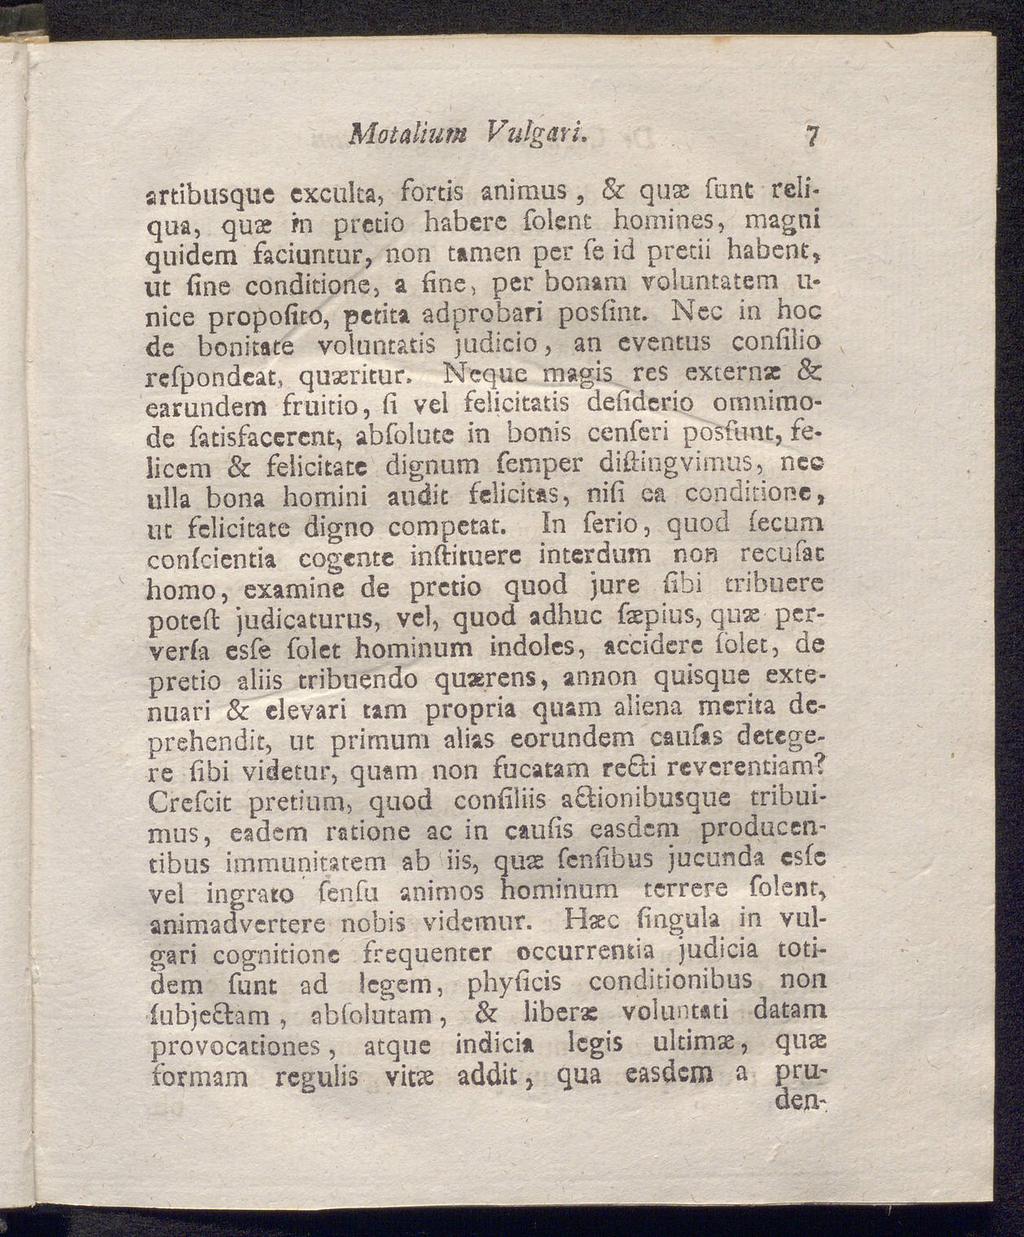 Motalium Vulgari. 7
artibusque exculta, fortis animus, & quæ ſunt reli-
qua, quæ in pretio habere ſolent homines, magni
quidem faciuntur, non tamen per ſe id pretii habent,
ut ſine conditione, a fine, per bonam voluntatem u-
nice propoſito, petita adprobari posſint. Nec in hoc
de bonitate voluntatis judicio, an eventus conſilio
reſpondeat, quæritur. Neque magis res externæ &
earundem fruitio, ſi vel felicitatis deſiderio omnimo-
de ſatisfacerent, abſolute in bonis cenſeri posſunt, fe-
licem & felicitate dignum ſemper diſtingvimus, nec
ulla bona homini audit felicitas, niſi ea conditione,
ut felicitate digno competat. In ſerio, quod ſecum
conſcientia cogente inſtituere interdum non recuſat
homo, examine de pretio quod jure ſibi tribuere
poteſt judicaturus, vel, quod adhuc ſæpius, quæ per-
verſa esſe ſolet hominum indoles, accidere ſolet, de
pretio aliis tribuendo quærens, annon quisque exte-
nuari & elevari tam propria quam aliena merita de-
prehendit, ut primum alias eorundem cauſas detege-
re ſibi videtur, quam non fucatam recti reverentiam?
Creſcit pretium, quod conſiliis actionibusque tribui-
mus, eadem ratione ac in cauſis easdem producen-
tibus immunitatem ab iis, quæ ſenſibus jucunda esſe
vel ingrato ſenſu animos hominum terrere ſolent,
animadvertere nobis videmur. Hæc ſingula in vul-
gari cognitione frequenter occurrentia judicia toti-
dem ſunt ad legem, phyſicis conditionibus non
ſubjectam, abſolutam, & liberæ voluntati datam
provocationes, atque indicia legis ultimæ, quæ
formam regulis vitæ addit, qua easdem a pru-
den-